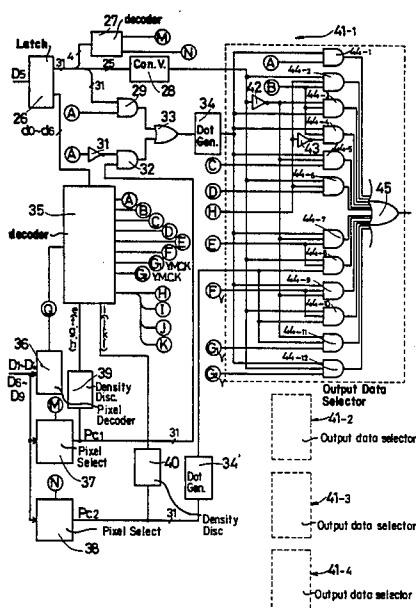 41-1
27
decoder
M
N
Latch
31
4
25
Con. V.
28
D5
26
31
29
A
d0~d6
31
A
32
33
34
Dot Gen.
35
decoder
A
B
C
D
E
F
G YMCK
G YMCK
H
I
J
K
Q
36
D1~D4
D6~D9
Pixel Decoder
39
Density Disc.
M
PC1
31
Pixel Select
37
N
PC2
31
Pixel Select
38
40
Density Disc
34'
Dot Gen.
44-1
A
44-2
B
42
44-3
44-4
43
44-5
C
44-6
D
H
45
44-7
E
44-8
44-9
F Y
44-10
44-11
G Y
44-12
G Y
Output Data Selector
41-2
Output data selector
41-3
Output data selector
41-4
Output data selector